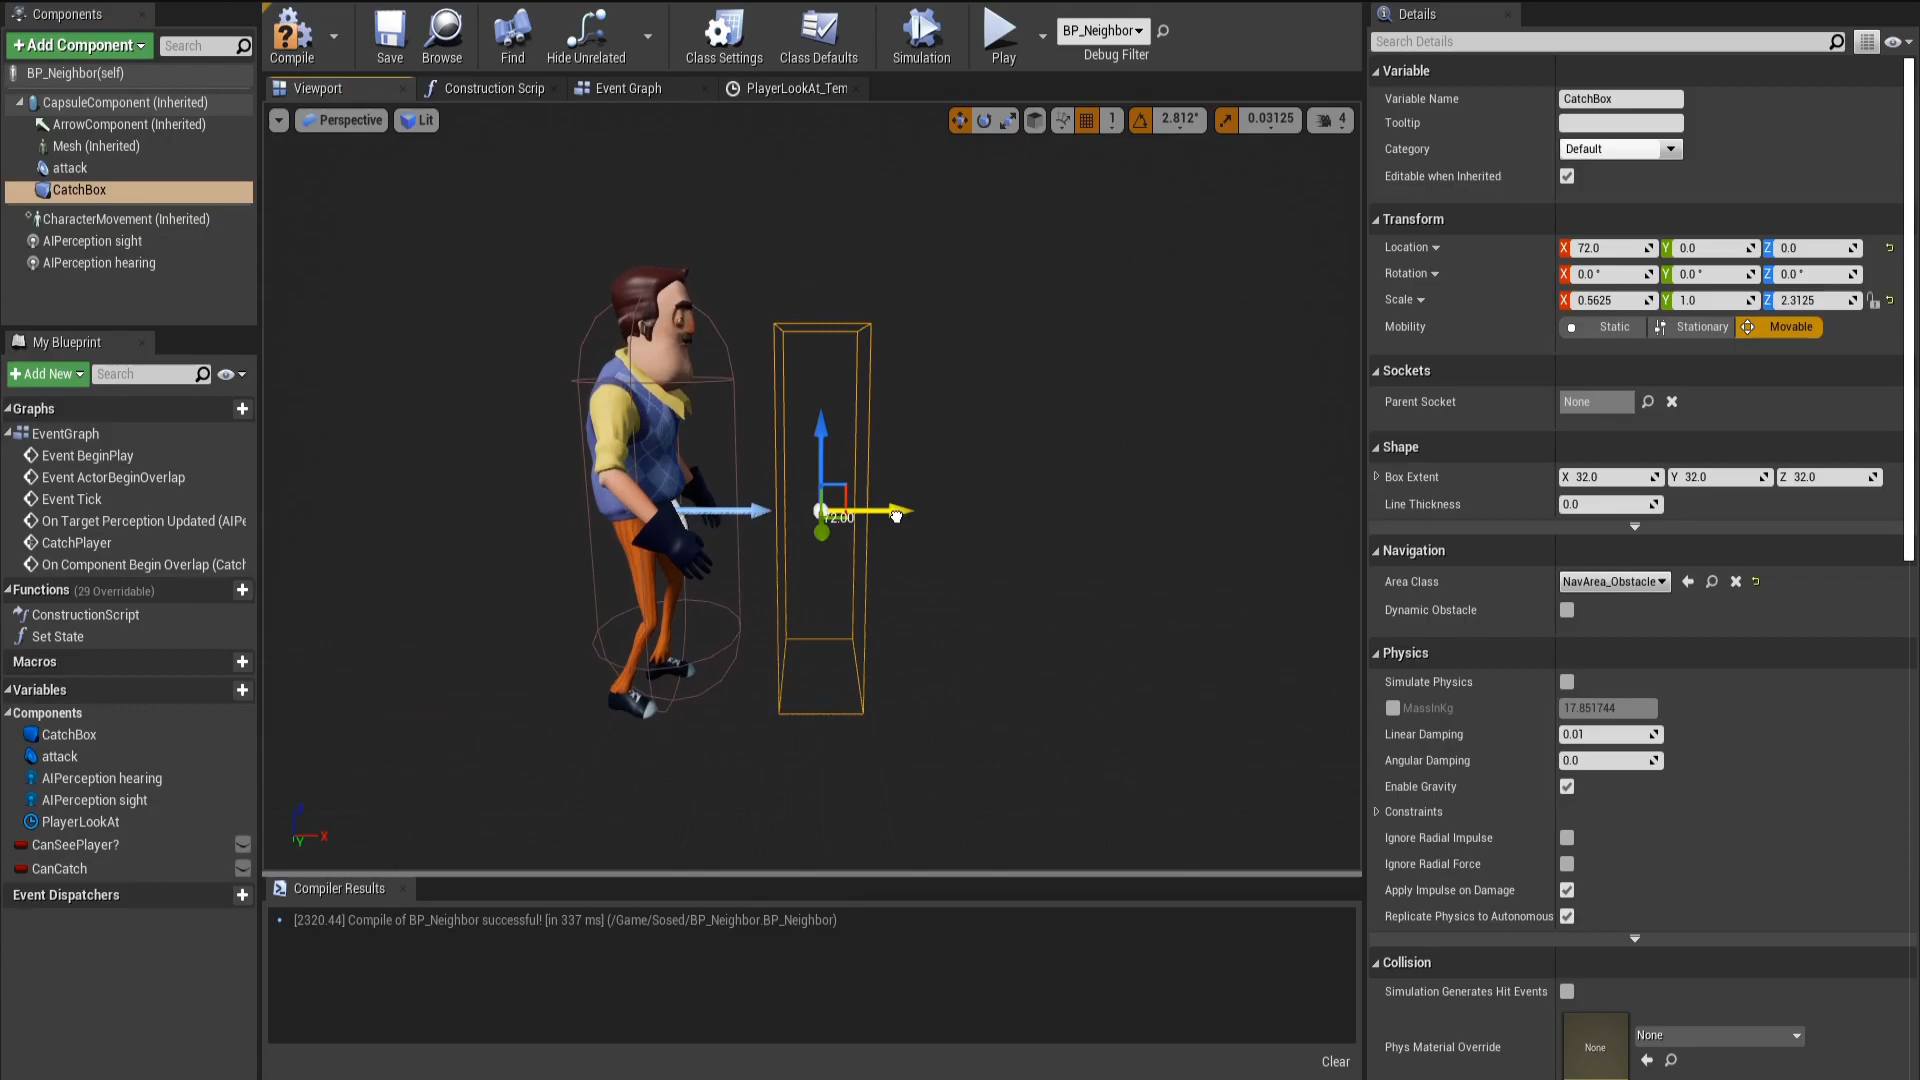 Components
Add Component
Search
BP_Neighbor(self)
CapsuleComponent (Inherited)
ArrowComponent (Inherited)
Mesh (Inherited)
attack
CatchBox
CharacterMovement (Inherited)
AIPerception sight
AIPerception hearing
My Blueprint
Add New
Search
Graphs
EventGraph
Event BeginPlay
Event ActorBeginOverlap
Event Tick
On Target Perception Updated (AIPe
CatchPlayer
On Component Begin Overlap (Catch
Functions (29 Overridable)
ConstructionScript
Set State
Macros
Variables
Components
CatchBox
attack
AIPerception hearing
AIPerception sight
PlayerLookAt
CanSeePlayer?
CanCatch
Event Dispatchers
Compile
Save
Browse
Find
Hide Unrelated
Class Settings
Class Defaults
Simulation
Play
BP_Neighbor
Debug Filter
Viewport
Construction Scrip
Event Graph
PlayerLookAt_Tem
Perspective
Lit
1
2.812°
0.03125
4
72.00
X
Y
Compiler Results
[2320.44] Compile of BP_Neighbor successful! [in 337 ms] (/Game/Sosed/BP_Neighbor.BP_Neighbor)
Clear
Details
Search Details
Variable
Variable Name CatchBox
Tooltip
Category Default
Editable when Inherited
Transform
Location X 72.0 Y 0.0 Z 0.0
Rotation X 0.0 ° Y 0.0 ° Z 0.0 °
Scale X 0.5625 Y 1.0 Z 2.3125
Mobility Static Stationary Movable
Sockets
Parent Socket None
Shape
Box Extent X 32.0 Y 32.0 Z 32.0
Line Thickness 0.0
Navigation
Area Class NavArea_Obstacle
Dynamic Obstacle
Physics
Simulate Physics
MassInKg 17.851744
Linear Damping 0.01
Angular Damping 0.0
Enable Gravity
Constraints
Ignore Radial Impulse
Ignore Radial Force
Apply Impulse on Damage
Replicate Physics to Autonomous
Collision
Simulation Generates Hit Events
Phys Material Override None None